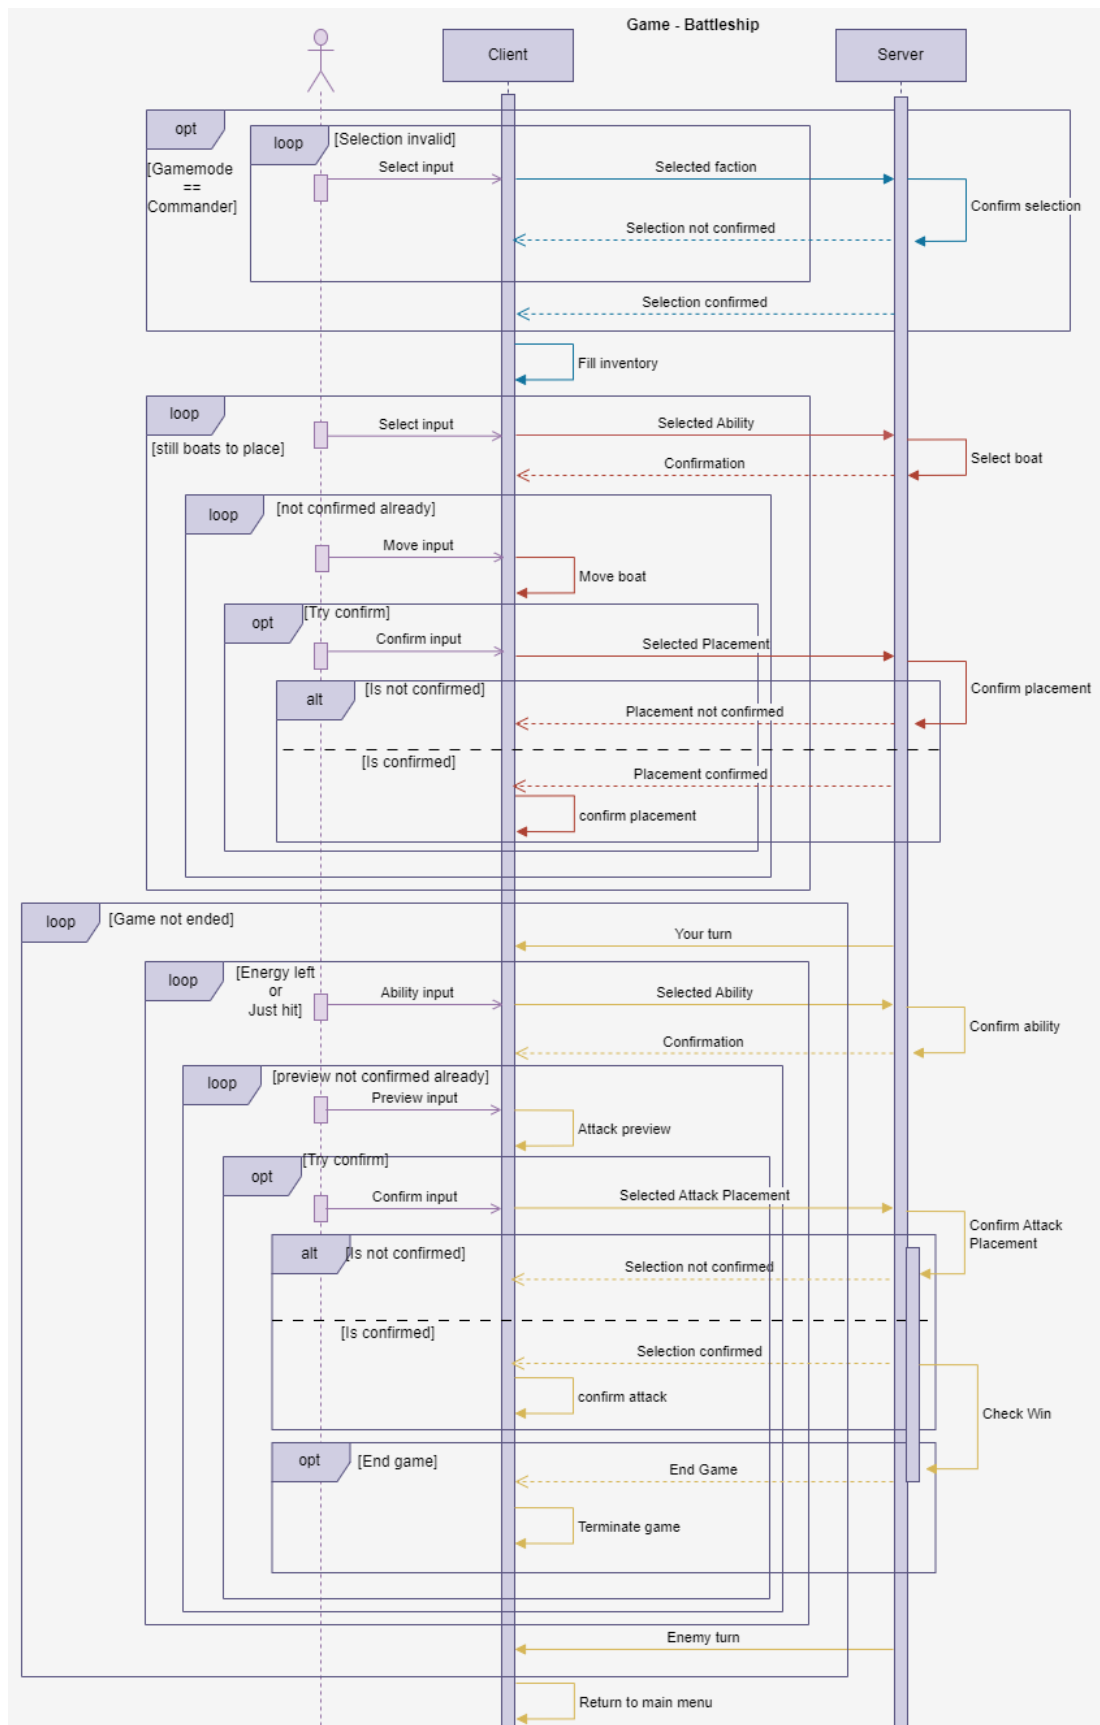 Game - Battleship
Client
Server
opt
[Gamemode
==
Commander]
loop
[Selection invalid]
Select input
Selected faction
Confirm selection
Selection not confirmed
Selection confirmed
Fill inventory
loop
[still boats to place]
Select input
Selected Ability
Select boat
Confirmation
loop
[not confirmed already]
Move input
Move boat
opt
[Try confirm]
Confirm input
Selected Placement
Confirm placement
alt
[Is not confirmed]
Placement not confirmed
[Is confirmed]
Placement confirmed
confirm placement
loop
[Game not ended]
Your turn
loop
[Energy left
or
Just hit]
Ability input
Selected Ability
Confirm ability
Confirmation
loop
[preview not confirmed already]
Preview input
Attack preview
opt
[Try confirm]
Confirm input
Selected Attack Placement
Confirm Attack
Placement
alt
[Is not confirmed]
Selection not confirmed
[Is confirmed]
Selection confirmed
confirm attack
Check Win
opt
[End game]
End Game
Terminate game
Enemy turn
Return to main menu